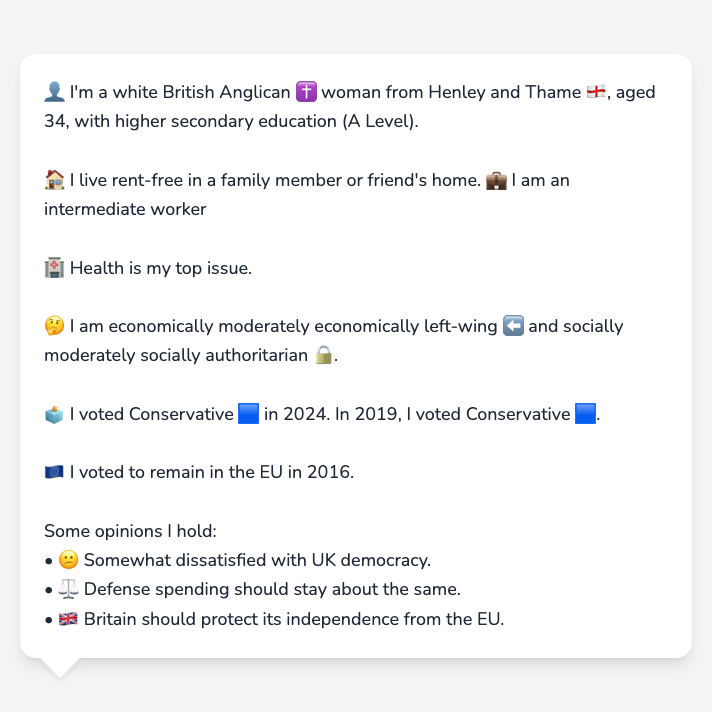 👤 I'm a white British Anglican ✝️ woman from Henley and Thame 🏴󠁧󠁢󠁥󠁮󠁧󠁿, aged
34, with higher secondary education (A Level).
🏠 I live rent-free in a family member or friend's home. 💼 I am an
intermediate worker
🏥 Health is my top issue.
🤔 I am economically moderately economically left-wing ⬅️ and socially
moderately socially authoritarian 🔒.
🗳️ I voted Conservative 🟦 in 2024. In 2019, I voted Conservative 🟦.
🇪🇺 I voted to remain in the EU in 2016.
Some opinions I hold:
• 🙁 Somewhat dissatisfied with UK democracy.
• ⚖️ Defense spending should stay about the same.
• 🇬🇧 Britain should protect its independence from the EU.